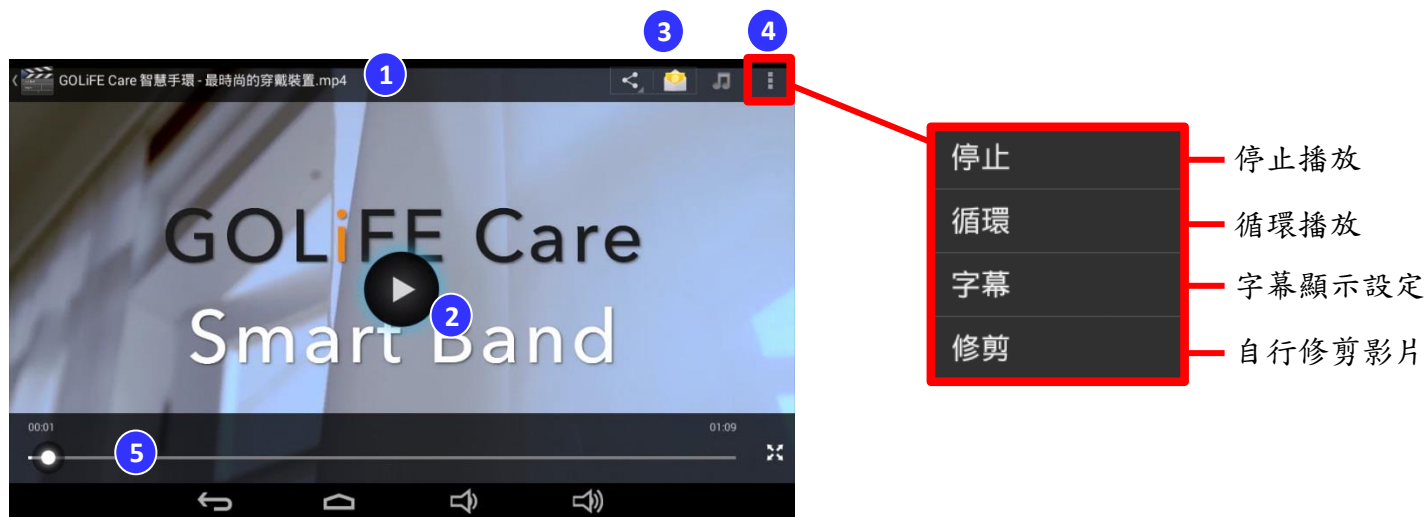 3
4
GOLiFE Care 智慧手環 - 最時尚的穿戴裝置.mp4
1
停止
停止播放
循環
循環播放
字幕
字幕顯示設定
修剪
自行修剪影片
GOLiFE Care
2
Smart Band
00:01
01:09
5